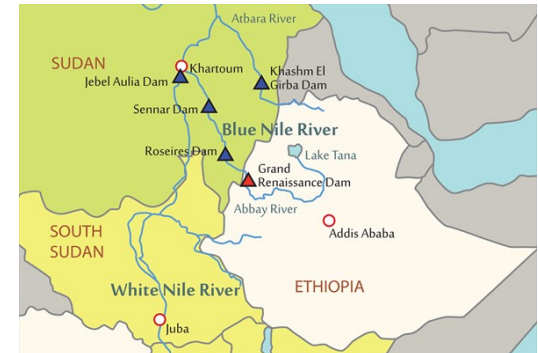 Atbara River
SUDAN
Khartoum
Jebel Aulia Dam
Khashm El
Girba Dam
Sennar Dam
Blue Nile River
Roseires Dam
Lake Tana
Grand
Renaissance Dam
Abbay River
Addis Ababa
SOUTH
SUDAN
ETHIOPIA
White Nile River
Juba